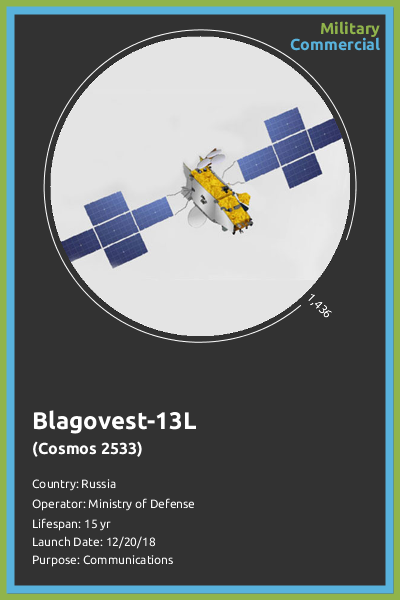 Military
Commercial
1,436
Blagovest-13L
(Cosmos 2533)
Country: Russia
Operator: Ministry of Defense
Lifespan: 15 yr
Launch Date: 12/20/18
Purpose: Communications